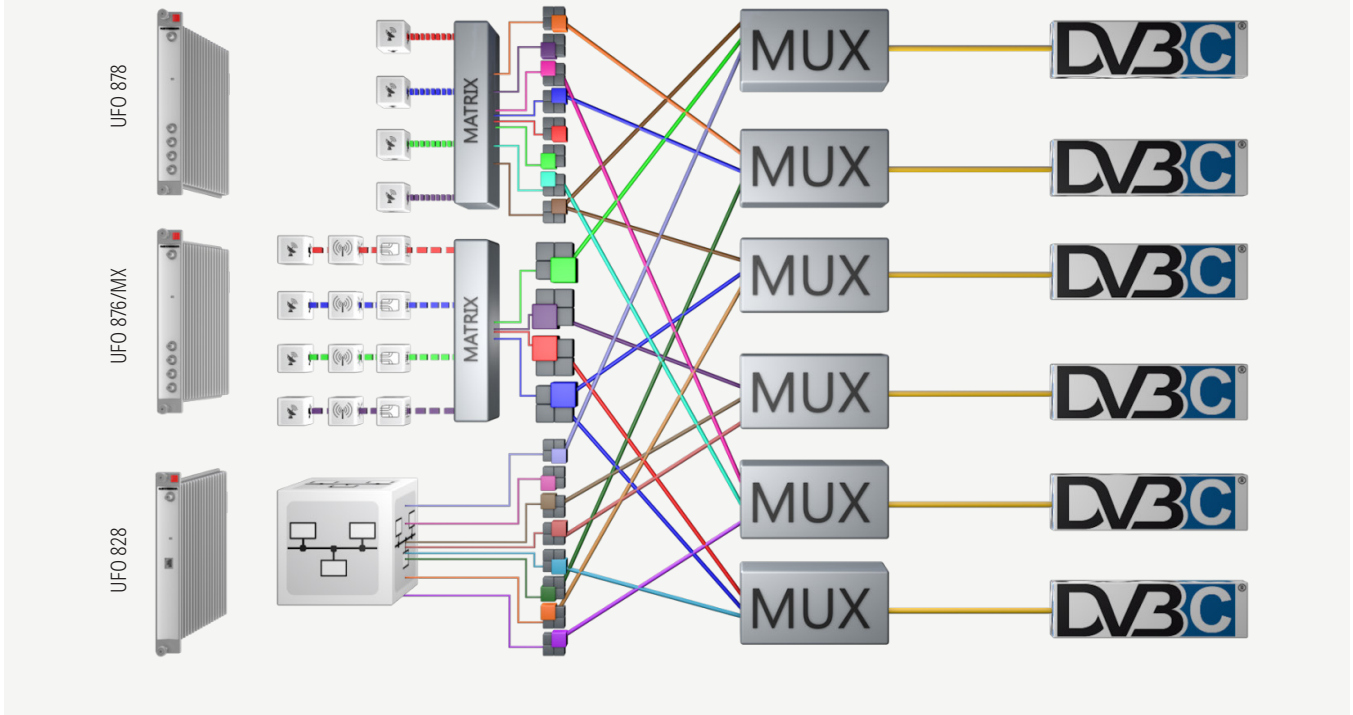 UFO 878
MATRIX
MUX
DVB C®
MUX
DVB C®
UFO 876/MX
MATRIX
MUX
DVB C®
MUX
DVB C®
UFO 828
MUX
DVB C®
MUX
DVB C®